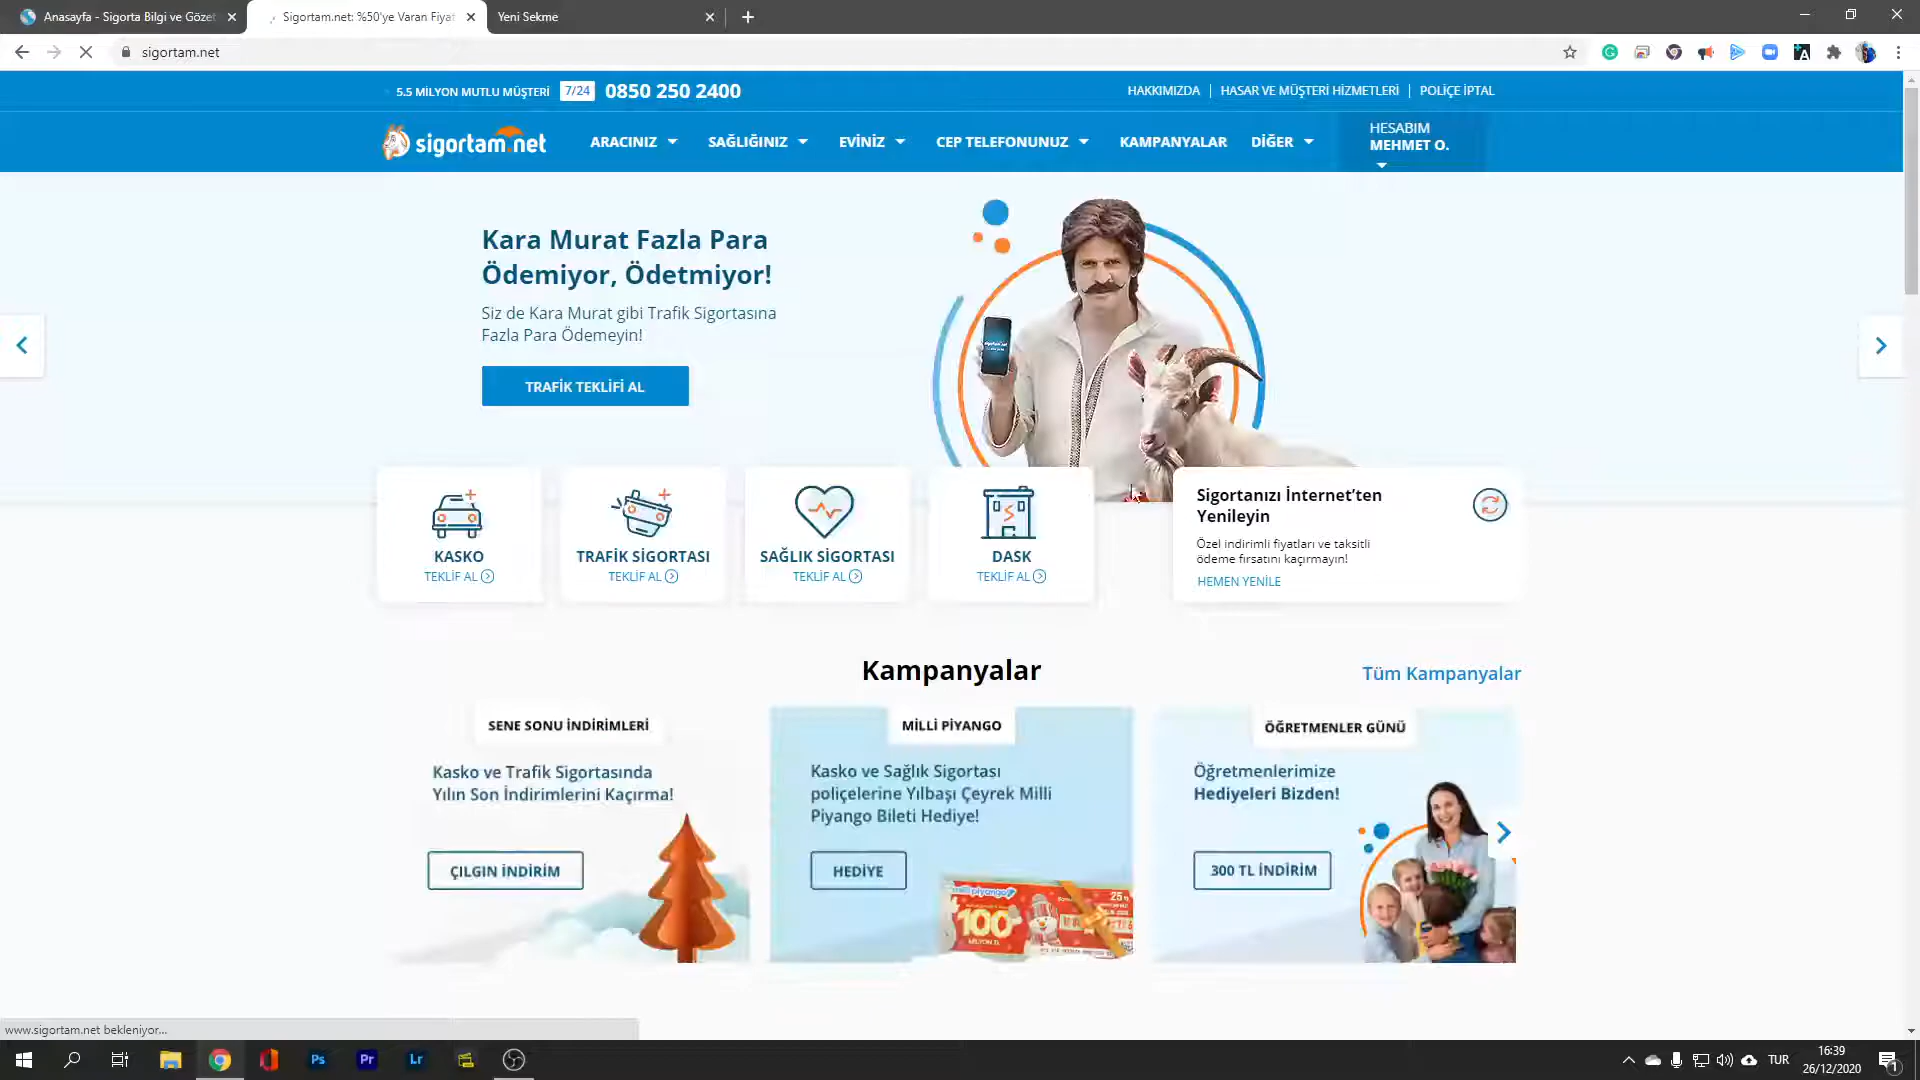 Anasayfa - Sigorta Bilgi ve Gözet
Sigortam.net: %50'ye Varan Fiyat
Yeni Sekme
sigortam.net
5.5 MİLYON MUTLU MÜŞTERİ 7/24 0850 250 2400
HAKKIMIZDA | HASAR VE MÜŞTERİ HİZMETLERİ | POLİÇE İPTAL
sigortam.net
ARACINIZ
SAĞLIĞINIZ
EVİNİZ
CEP TELEFONUNUZ
KAMPANYALAR
DİĞER
HESABIM
MEHMET O.
Kara Murat Fazla Para
Ödemiyor, Ödetmiyor!
Siz de Kara Murat gibi Trafik Sigortasına
Fazla Para Ödemeyin!
TRAFİK TEKLİFİ AL
KASKO
TEKLİF AL
TRAFİK SİGORTASI
TEKLİF AL
SAĞLIK SİGORTASI
TEKLİF AL
DASK
TEKLİF AL
Sigortanızı İnternet’ten
Yenileyin
Özel indirimli fiyatları ve taksitli
ödeme fırsatını kaçırmayın!
HEMEN YENİLE
Kampanyalar
Tüm Kampanyalar
SENE SONU İNDİRİMLERİ
Kasko ve Trafik Sigortasında
Yılın Son İndirimlerini Kaçırma!
ÇILGIN İNDİRİM
MİLLİ PİYANGO
Kasko ve Sağlık Sigortası
poliçelerine Yılbaşı Çeyrek Milli
Piyango Bileti Hediye!
HEDİYE
100
ÖĞRETMENLER GÜNÜ
Öğretmenlerimize
Hediyeleri Bizden!
300 TL İNDİRİM
www.sigortam.net bekleniyor...
Ps
Pr
Lr
TUR
16:39
26/12/2020
1